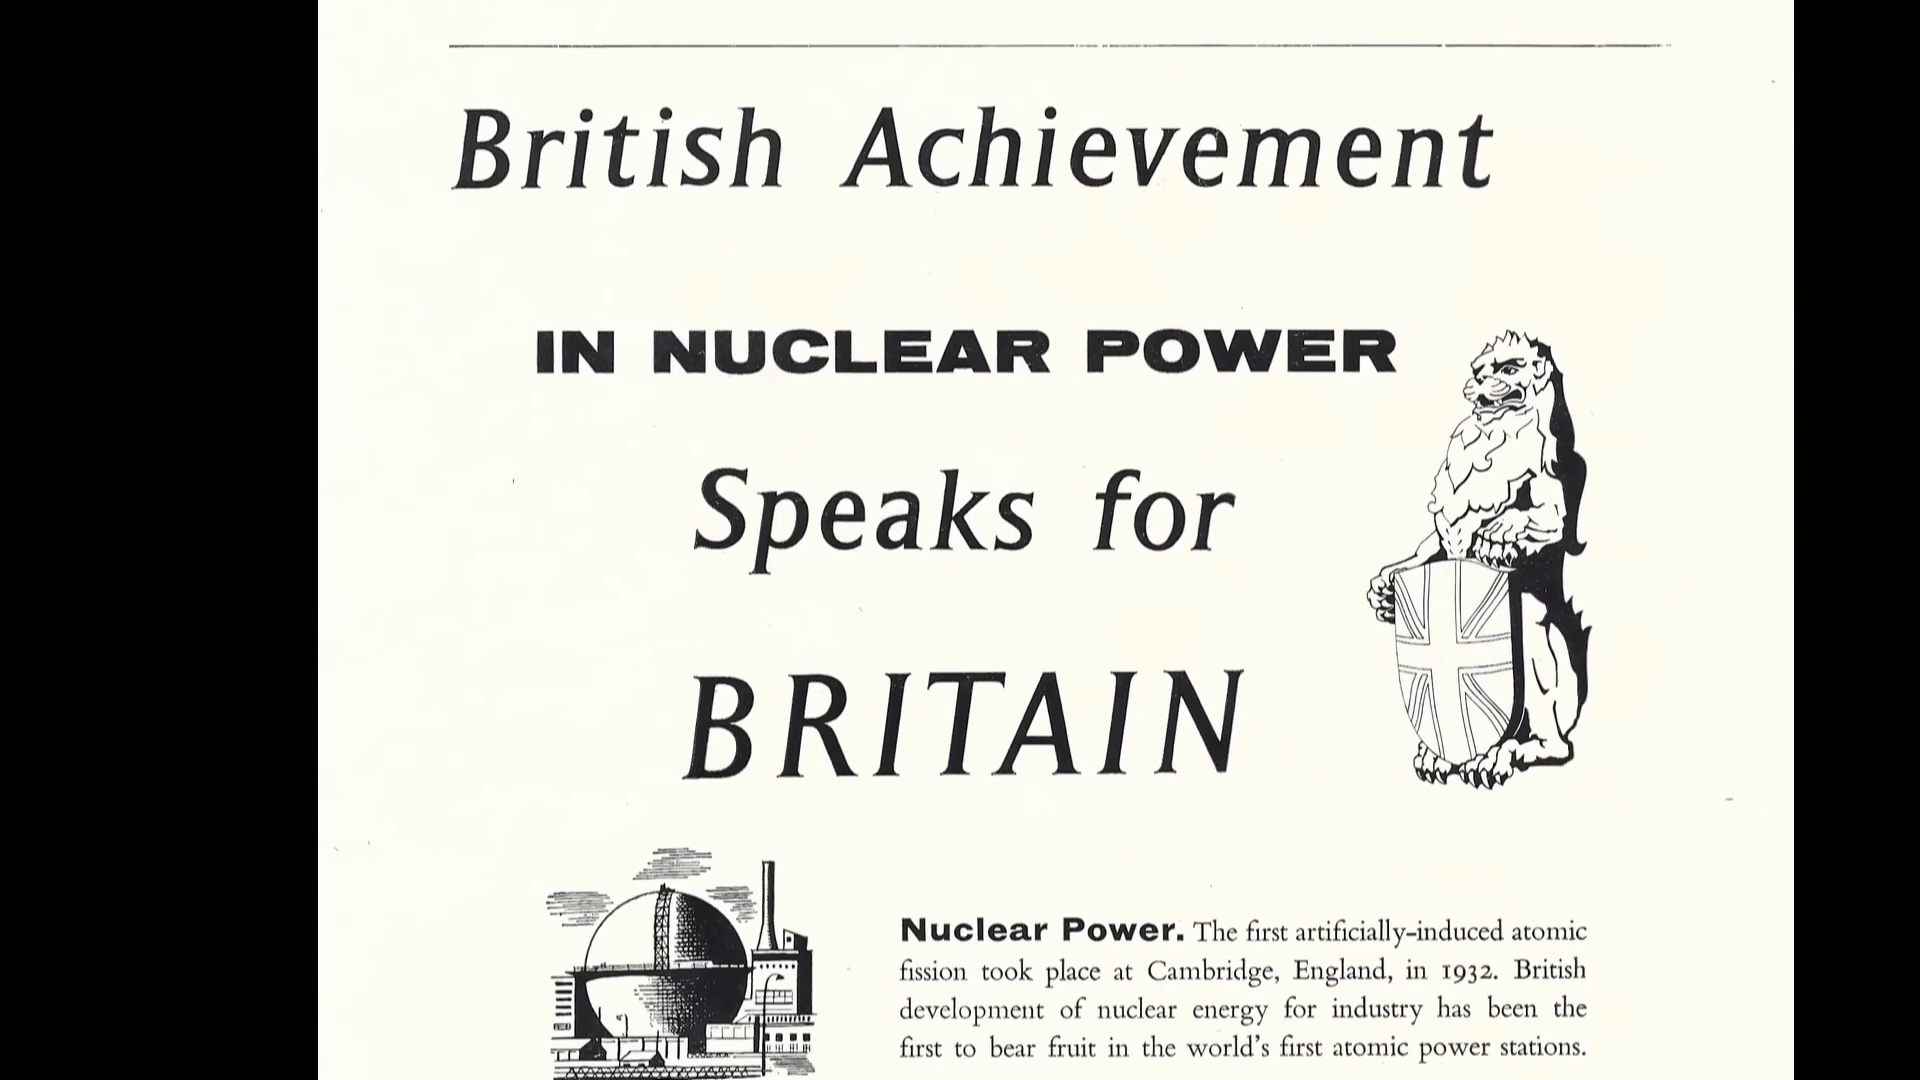 British Achievement
IN NUCLEAR POWER
Speaks for
BRITAIN
Nuclear Power. The first artificially-induced atomic
fission took place at Cambridge, England, in 1932. British
development of nuclear energy for industry has been the
first to bear fruit in the world's first atomic power stations.